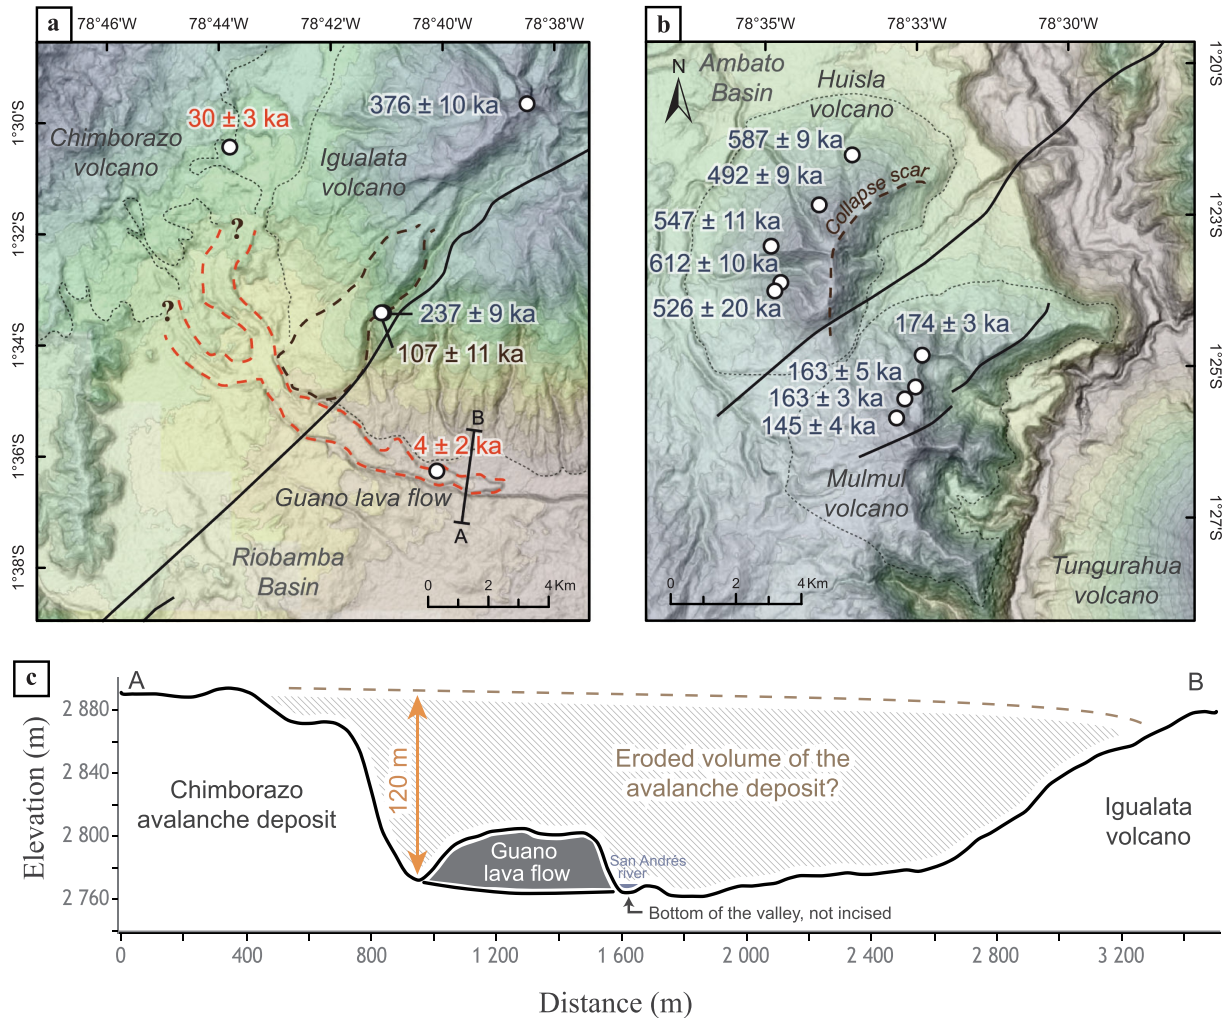 a
78°46'W
78°44'W
78°42'W
78°40'W
78°38'W
1°30'S
1°32'S
1°34'S
1°36'S
1°38'S
376 ± 10 ka
30 ± 3 ka
Chimborazo
volcano
Igualata
volcano
?
?
237 ± 9 ka
107 ± 11 ka
B
4 ± 2 ka
Guano lava flow
A
Riobamba
Basin
0 2 4 Km
b
78°35'W
78°33'W
78°30'W
1°20'S
1°23'S
1°25'S
1°27'S
N
Ambato
Basin
Huisla
volcano
587 ± 9 ka
492 ± 9 ka
Collapse scar
547 ± 11 ka
612 ± 10 ka
526 ± 20 ka
174 ± 3 ka
163 ± 5 ka
163 ± 3 ka
145 ± 4 ka
Mulmul
volcano
Tungurahua
volcano
0 2 4 Km
c
A
B
Elevation (m)
2 880
2 840
2 800
2 760
120 m
Eroded volume of the
avalanche deposit?
Chimborazo
avalanche deposit
Igualata
volcano
Guano
lava flow
San Andrés
river
Bottom of the valley, not incised
0 400 800 1 200 1 600 2 000 2 400 2 800 3 200
Distance (m)